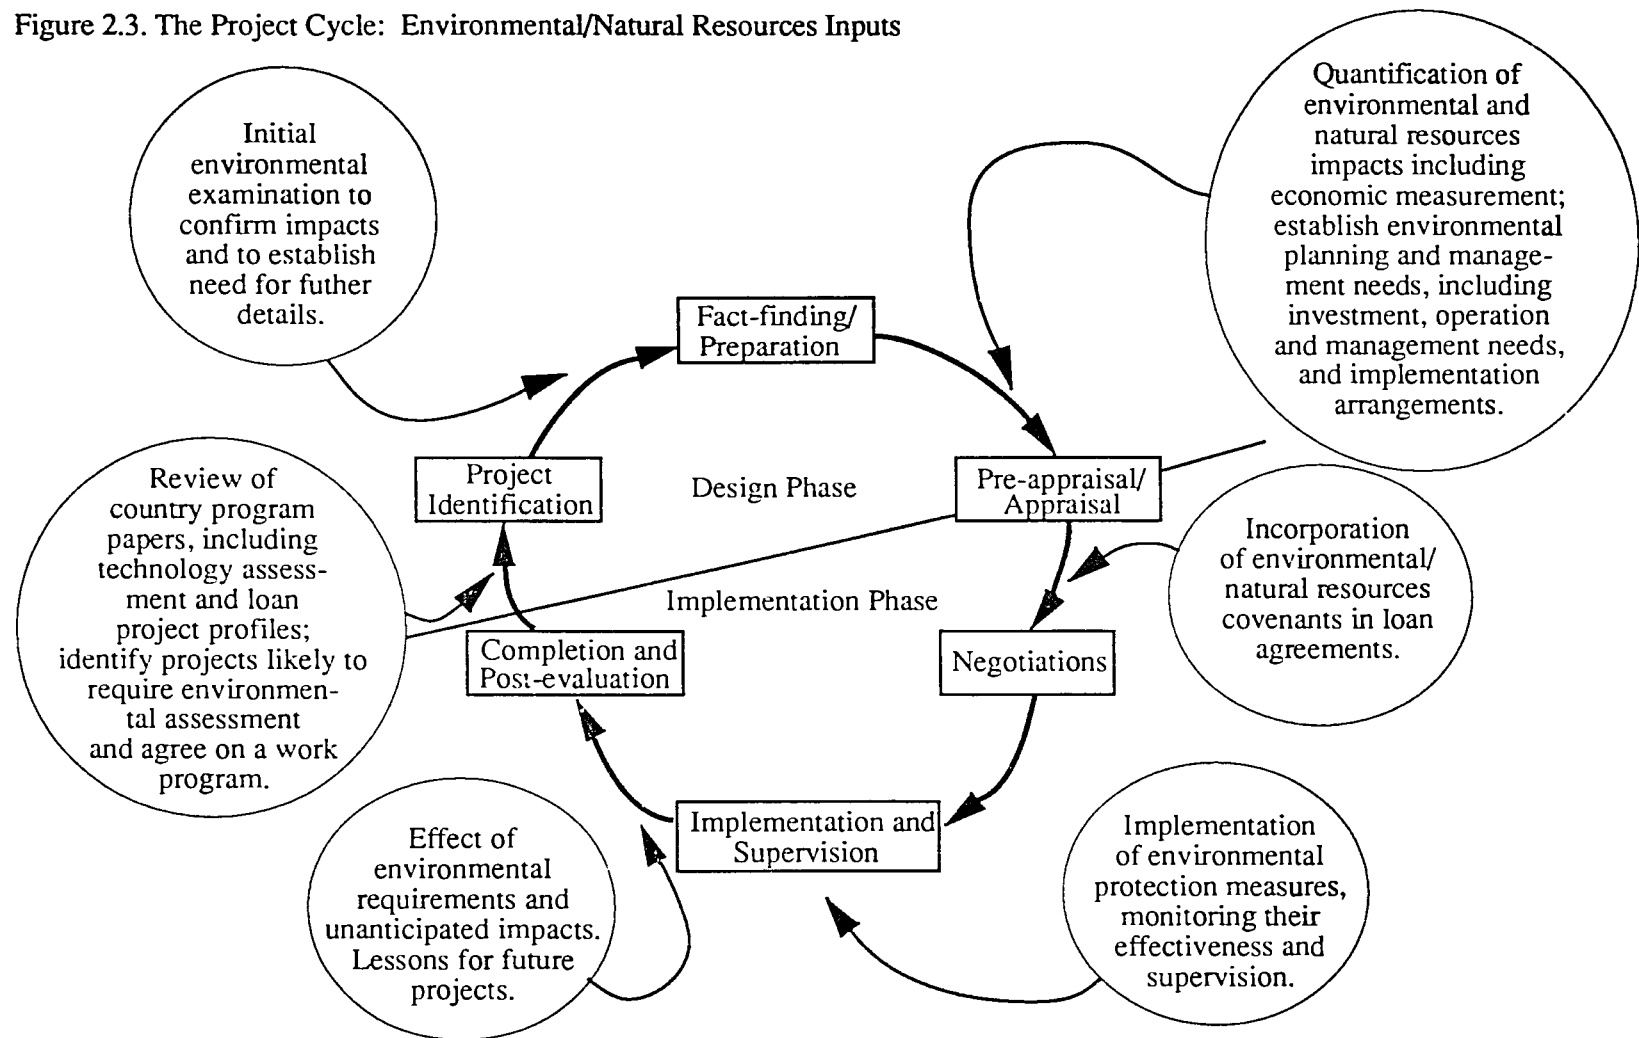 Figure 2.3. The Project Cycle: Environmental/Natural Resources Inputs
Initial
environmental
examination to
confirm impacts
and to establish
need for futher
details.
Quantification of
environmental and
natural resources
impacts including
economic measurement;
establish environmental
planning and manage-
ment needs, including
investment, operation
and management needs,
and implementation
arrangements.
Fact-finding/
Preparation
Review of
country program
papers, including
technology assess-
ment and loan
project profiles;
identify projects likely to
require environmen-
tal assessment
and agree on a work
program.
Project
Identification
Design Phase
Pre-appraisal/
Appraisal
Incorporation
of environmental/
natural resources
covenants in loan
agreements.
Implementation Phase
Completion and
Post-evaluation
Negotiations
Effect of
environmental
requirements and
unanticipated impacts.
Lessons for future
projects.
Implementation and
Supervision
Implementation
of environmental
protection measures,
monitoring their
effectiveness and
supervision.